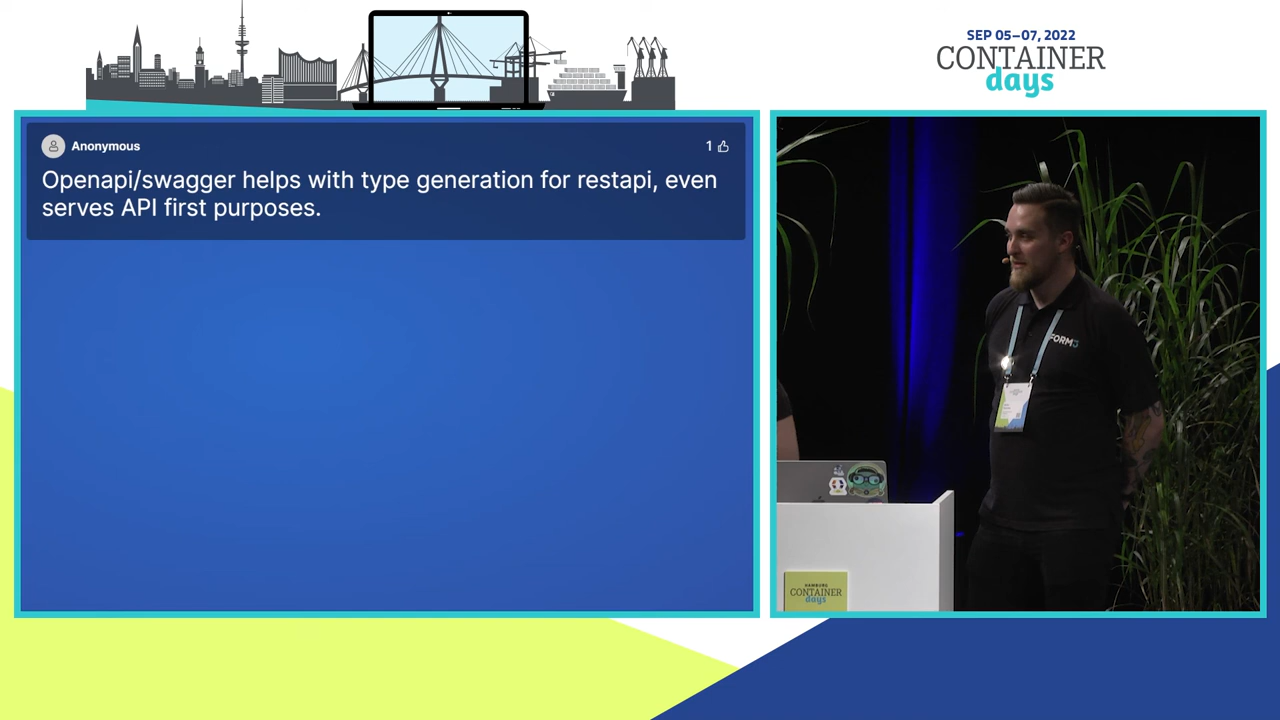 SEP 05–07, 2022
CONTAINER
days
Anonymous
1
Openapi/swagger helps with type generation for restapi, even
serves API first purposes.
FORM3
HAMBURG
CONTAINER
days